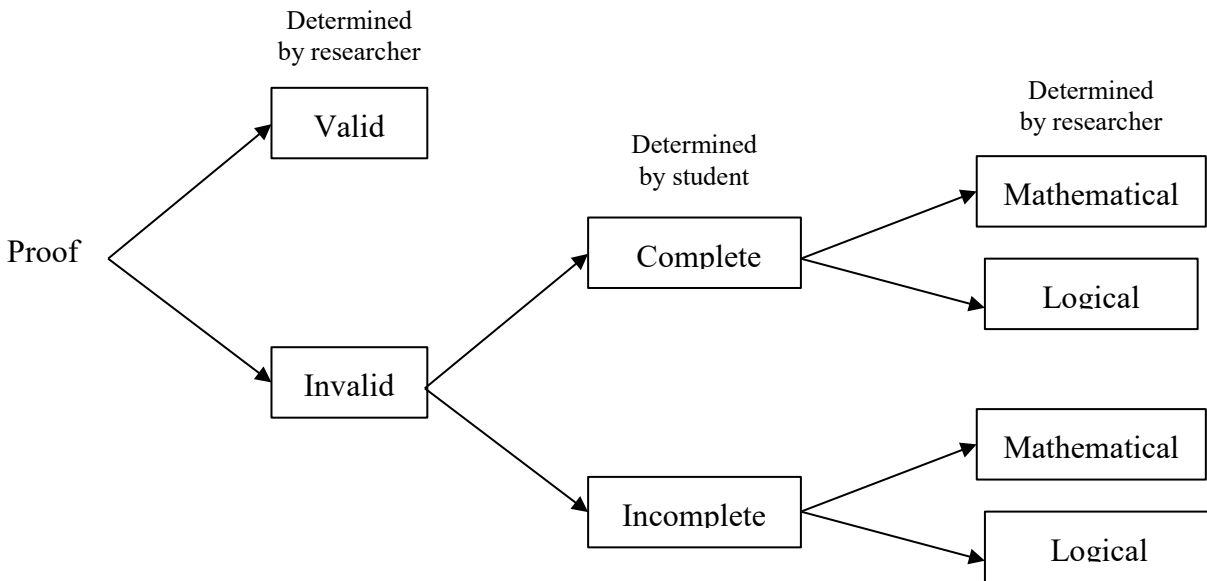 Determined
by researcher
Valid
Determined
by researcher
Determined
by student
Mathematical
Proof
Complete
Logical
Invalid
Mathematical
Incomplete
Logical